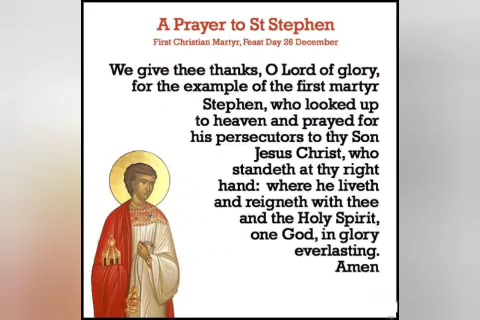 A Prayer to St Stephen
First Christian Martyr, Feast Day 26 December
We give thee thanks, O Lord of glory,
for the example of the first martyr
Stephen, who looked up
to heaven and prayed for
his persecutors to thy Son
Jesus Christ, who
standeth at thy right
hand: where he liveth
and reigneth with thee
and the Holy Spirit,
one God, in glory
everlasting.
Amen